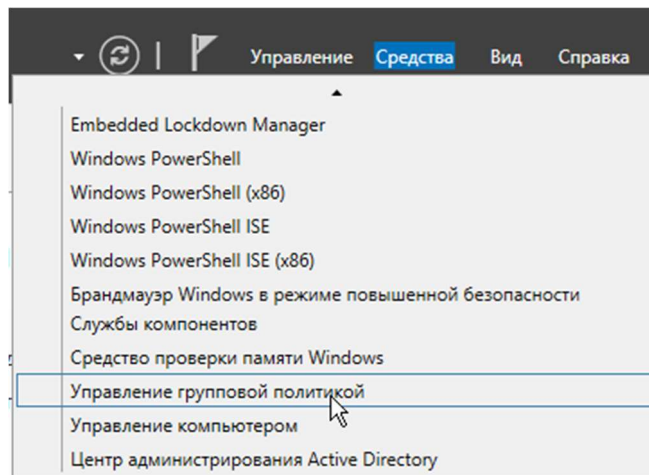 Управление Средства Вид Справка
Embedded Lockdown Manager
Windows PowerShell
Windows PowerShell (x86)
Windows PowerShell ISE
Windows PowerShell ISE (x86)
Брандмауэр Windows в режиме повышенной безопасности
Службы компонентов
Средство проверки памяти Windows
Управление групповой политикой
Управление компьютером
Центр администрирования Active Directory